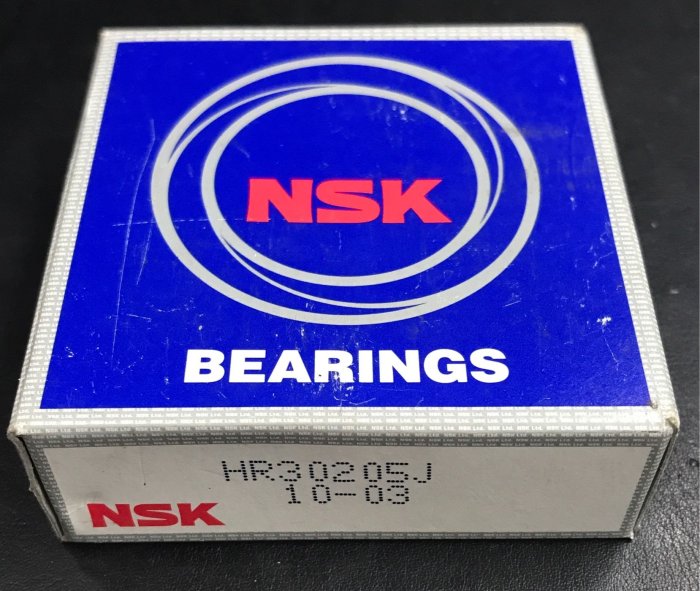 NSK
BEARINGS
HR30205J
10-03
NSK